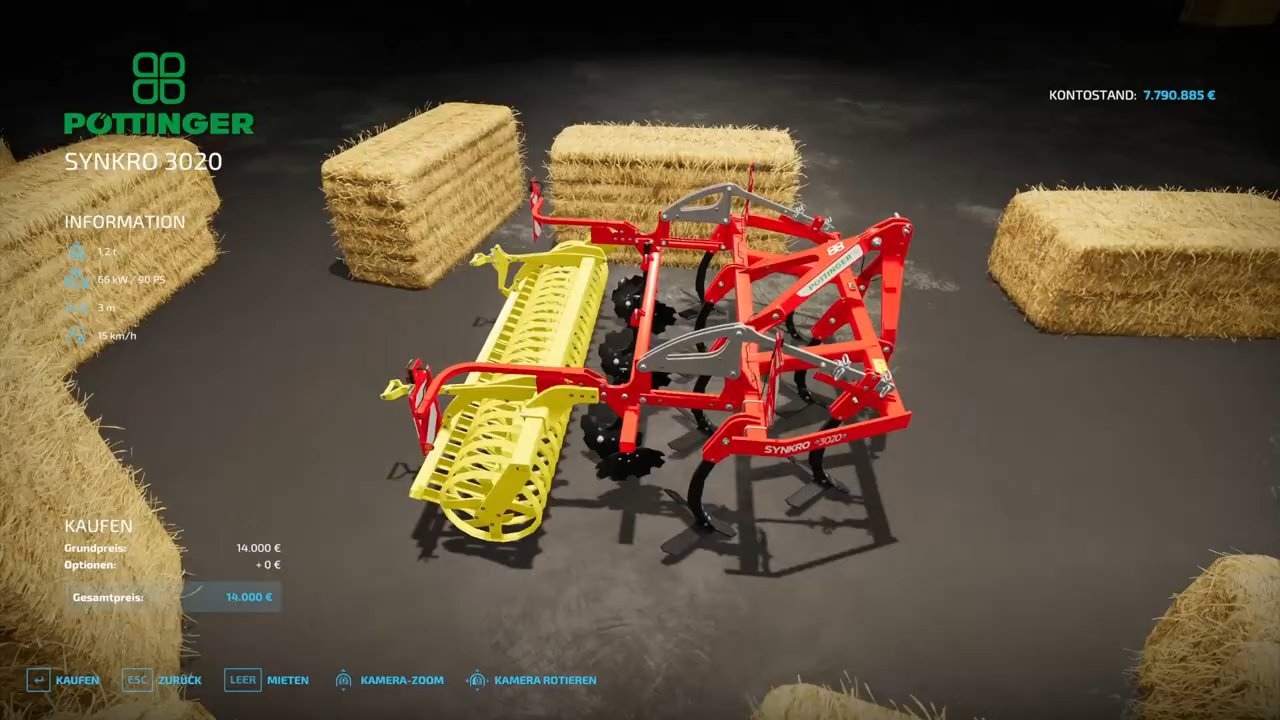 PÖTTINGER
SYNKRO 3020
INFORMATION
1,2 t
66 kW / 90 PS
3 m
15 km/h
KONTOSTAND: 7.790.885 €
PÖTTINGER
SYNKRO 3020
KAUFEN
Grundpreis: 14.000 €
Optionen: + 0 €
Gesamtpreis: 14.000 €
KAUFEN ESC ZURÜCK LEER MIETEN KAMERA-ZOOM KAMERA ROTIEREN